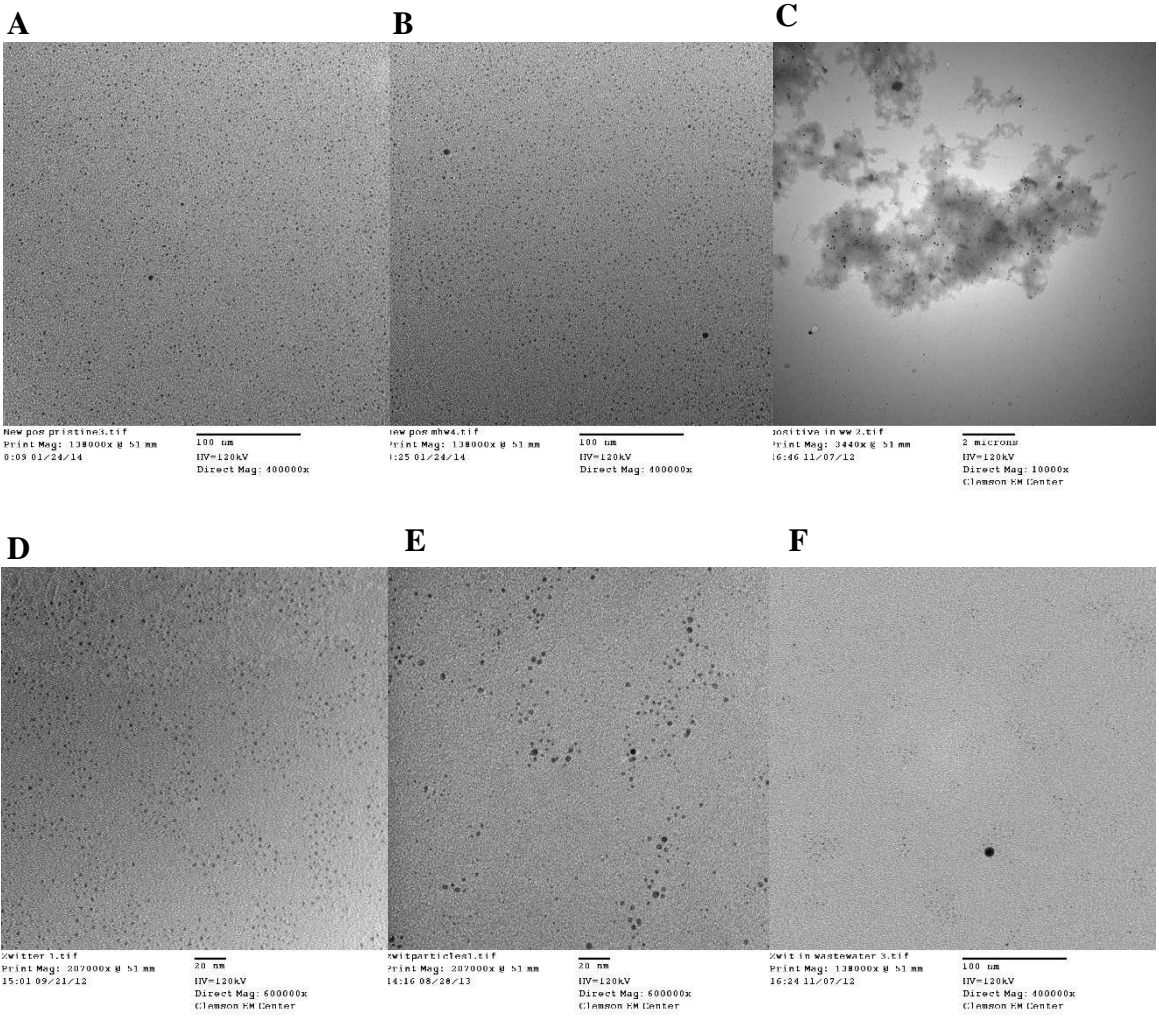 A
B
C
New pos pristine3.tif
Print Mag: 138000x @ 51 mm
0:09 01/24/14
100 nm
HV=120kV
Direct Mag: 400000x
ew pos mhw4.tif
Print Mag: 138000x @ 51 mm
:25 01/24/14
100 nm
HV=120kV
Direct Mag: 400000x
ositive in ww 2.tif
Print Mag: 3440x @ 51 mm
16:46 11/07/12
2 microns
HV=120kV
Direct Mag: 10000x
Clemson EM Center
D
E
F
Zwitter 1.tif
Print Mag: 207000x @ 51 mm
15:01 09/21/12
20 nm
HV=120kV
Direct Mag: 600000x
Clemson EM Center
zwitparticles1.tif
Print Mag: 207000x @ 51 mm
14:16 08/28/13
20 nm
HV=120kV
Direct Mag: 600000x
Clemson EM Center
Zwit in wastewater 3.tif
Print Mag: 138000x @ 51 mm
16:24 11/07/12
100 nm
HV=120kV
Direct Mag: 400000x
Clemson EM Center